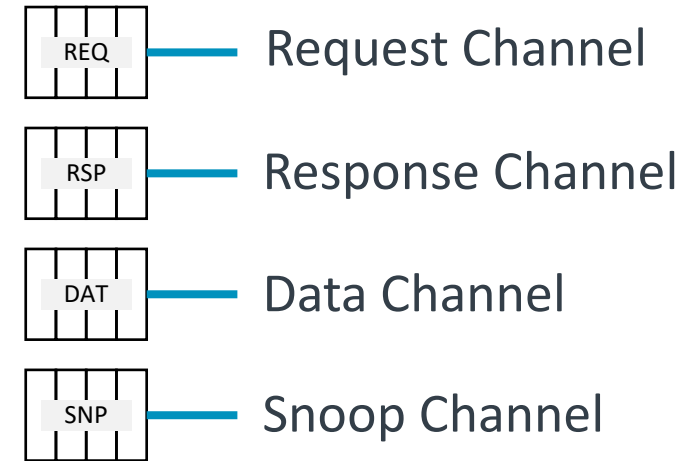 REQ Request Channel
RSP Response Channel
DAT Data Channel
SNP Snoop Channel